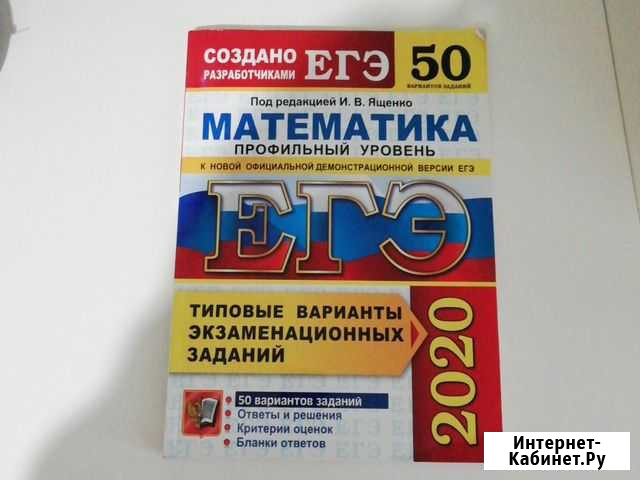 СОЗДАНО
РАЗРАБОТЧИКАМИ
ЕГЭ
50
ВАРИАНТОВ ЗАДАНИЙ
Под редакцией И. В. Ященко
МАТЕМАТИКА
ПРОФИЛЬНЫЙ УРОВЕНЬ
К НОВОЙ ОФИЦИАЛЬНОЙ ДЕМОНСТРАЦИОННОЙ ВЕРСИИ ЕГЭ
ЕГЭ
ТИПОВЫЕ ВАРИАНТЫ
ЭКЗАМЕНАЦИОННЫХ
ЗАДАНИЙ
2020
50 вариантов заданий
Ответы и решения
Критерии оценок
Бланки ответов
Интернет-
Кабинет.Ру